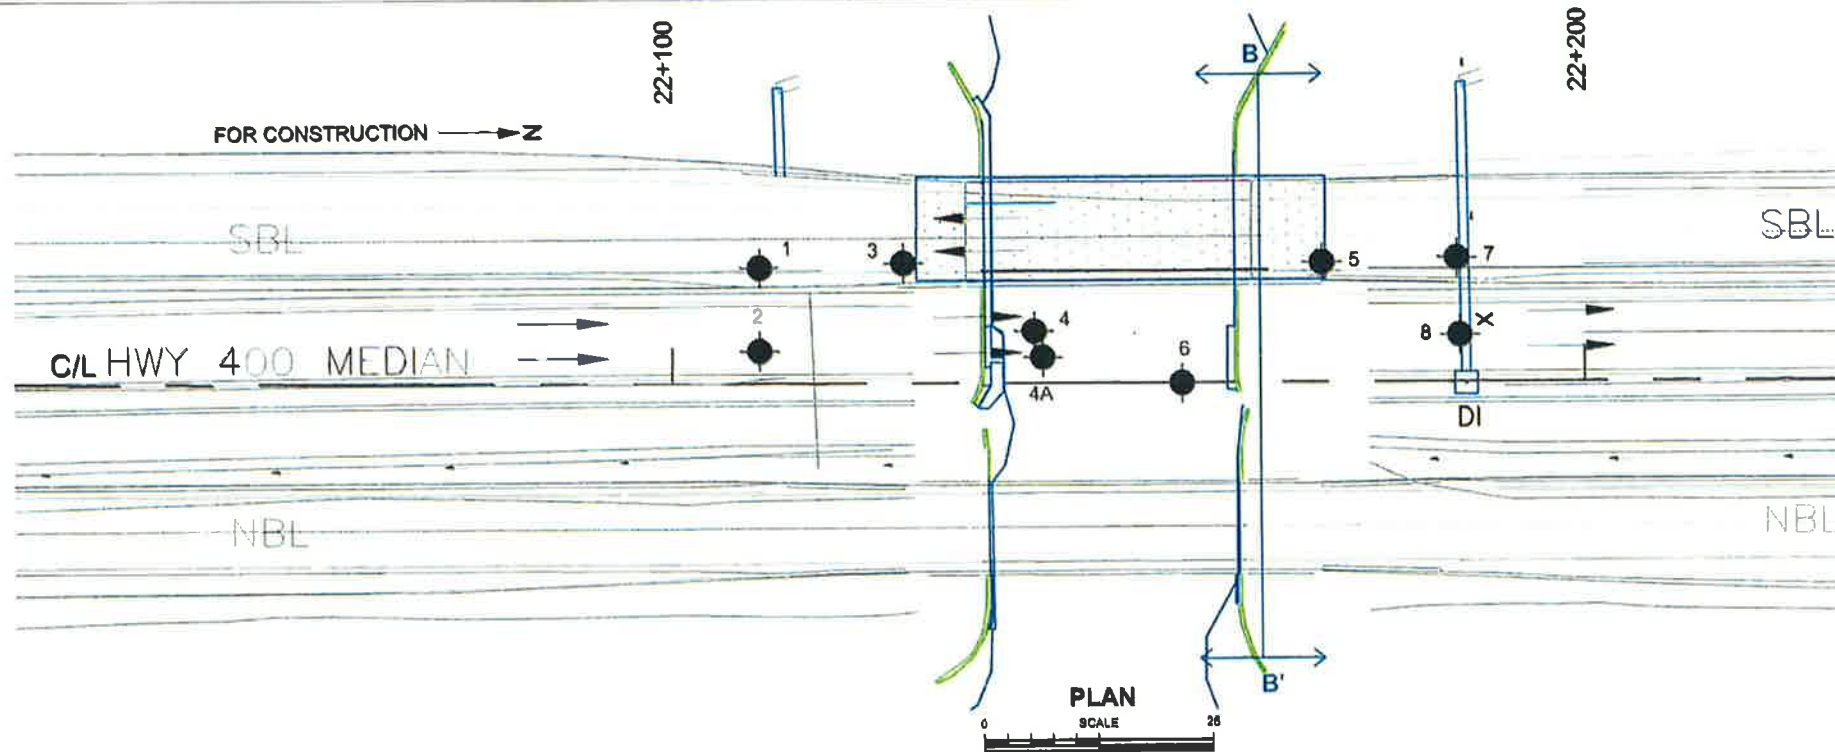 22+100
22+200
B
FOR CONSTRUCTION
N
SBL
SBL
1
3
5
7
2
4
8
X
6
C/L HWY 400 MEDIAN
4A
DI
NBL
NBL
B'
PLAN
SCALE
0